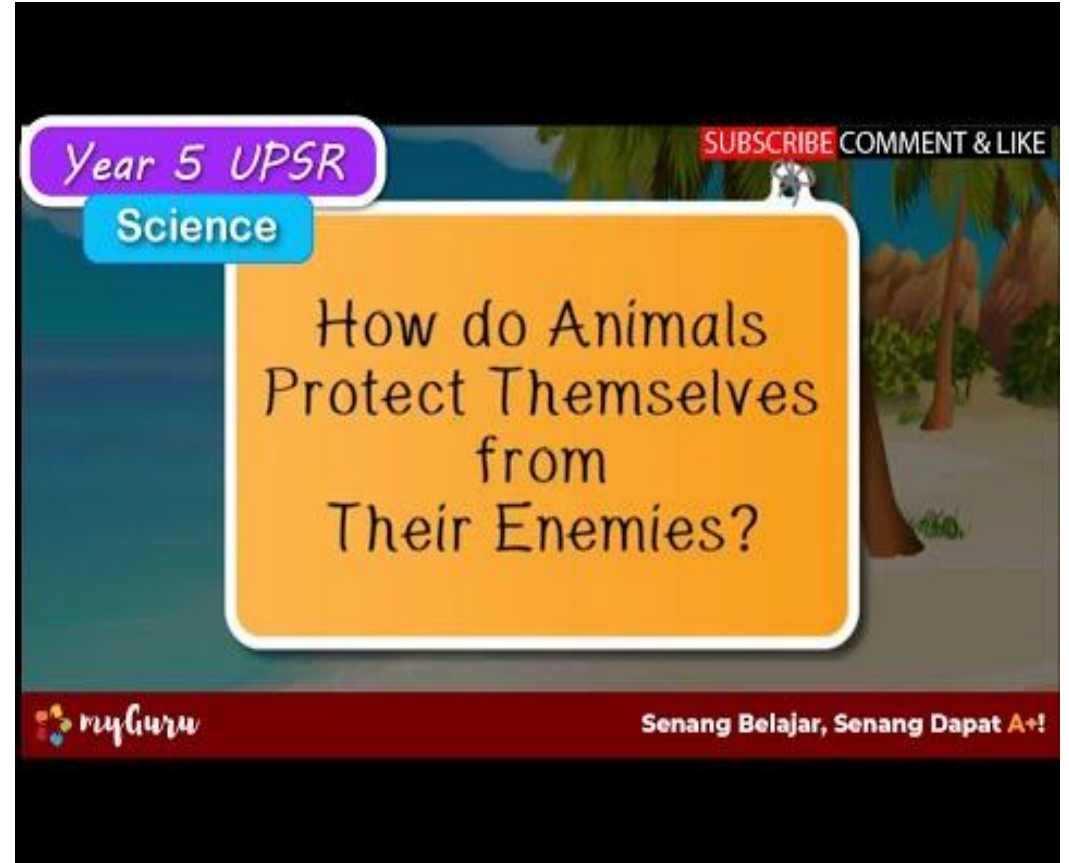 Year 5 UPSR
SUBSCRIBE COMMENT & LIKE
Science
How do Animals
Protect Themselves
from
Their Enemies?
myGuru
Senang Belajar, Senang Dapat A+!